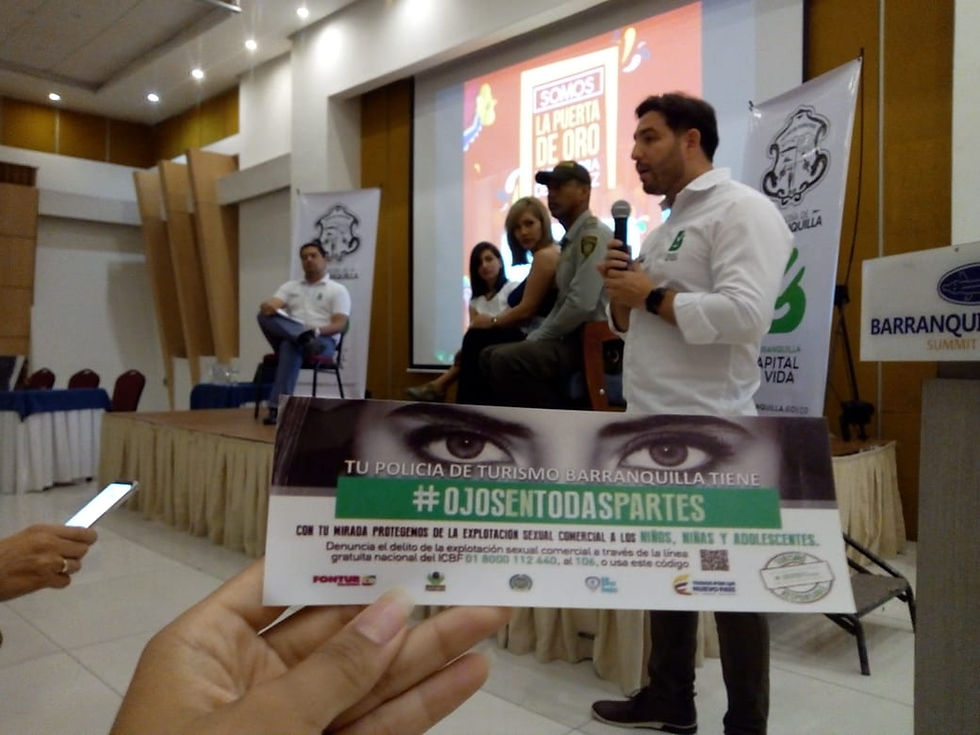 SOMOS
LA PUERTA
DE ORO
BARRANQUI
SUMMIT
CAPITAL
VIDA
TU POLICIA DE TURISMO BARRANQUILLA TIENE
#OJOSENTODASPARTES
CON TU MIRADA PROTEGEMOS DE LA EXPLOTACIÓN SEXUAL COMERCIAL A LOS NIÑOS, NIÑAS Y ADOLESCENTES.
Denuncia el delito de la explotación sexual comercial a través de la línea
gratuita nacional del ICBF 01 8000 112 440, al 106, o usa este código
FONTUR